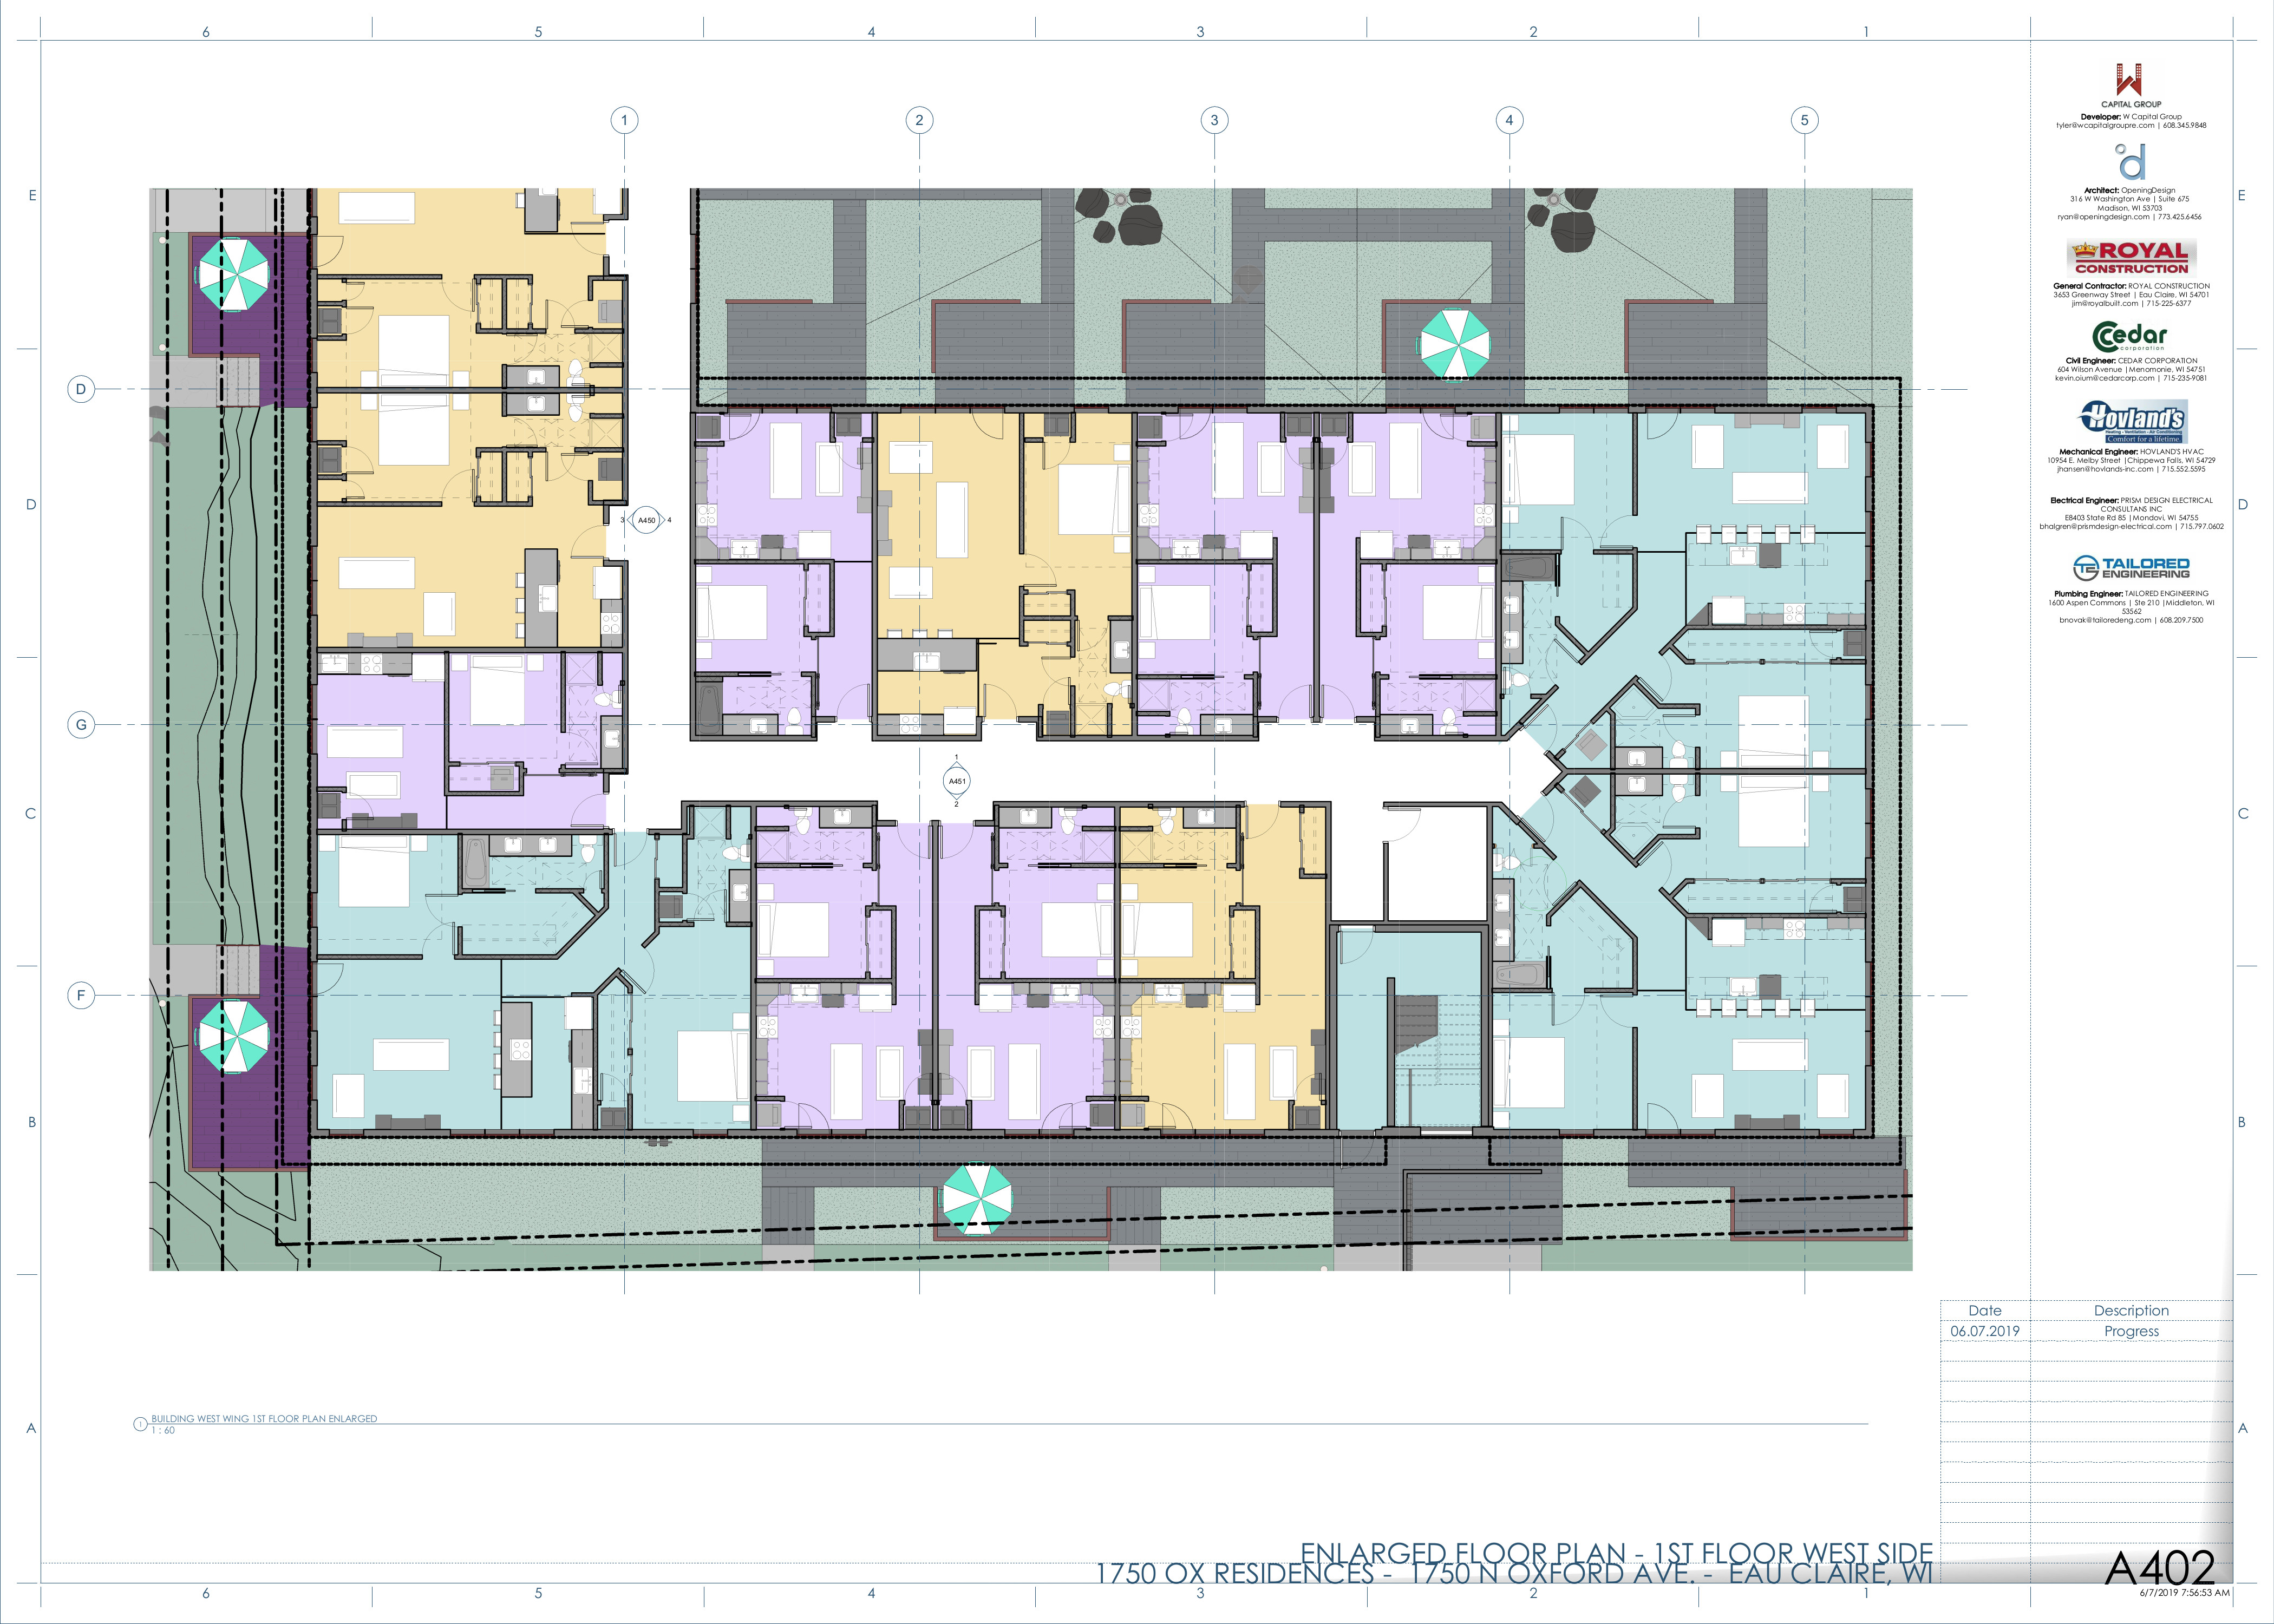 6 5 4 3 2 1
1 2 3 4 5
E E
D
D D
G
C C
F
B B
A A
3 A450 4
1
A451
2
CAPITAL GROUP
Developer: W Capital Group
tyler@wcapitalgroupre.com | 608.345.9848
d
Architect: OpeningDesign
316 W Washington Ave | Suite 675
Madison, WI 53703
ryan@openingdesign.com | 773.425.6456
ROYAL
CONSTRUCTION
General Contractor: ROYAL CONSTRUCTION
3653 Greenway Street | Eau Claire, WI 54701
jim@royalbuilt.com | 715-225-6377
Cedar
corporation
Civil Engineer: CEDAR CORPORATION
604 Wilson Avenue |Menomonie, WI 54751
kevin.oium@cedarcorp.com | 715-235-9081
Hovland's
Heating - Ventilation - Air Conditioning
Comfort for a lifetime.
Mechanical Engineer: HOVLAND'S HVAC
10954 E. Melby Street |Chippewa Falls, WI 54729
jhansen@hovlands-inc.com | 715.552.5595
Electrical Engineer: PRISM DESIGN ELECTRICAL
CONSULTANS INC
E8403 State Rd 85 |Mondovi, WI 54755
bhalgren@prismdesign-electrical.com | 715.797.0602
TE TAILORED
ENGINEERING
Plumbing Engineer: TAILORED ENGINEERING
1600 Aspen Commons | Ste 210 |Middleton, WI
53562
bnovak@tailoredeng.com | 608.209.7500
Date Description
06.07.2019 Progress
1 BUILDING WEST WING 1ST FLOOR PLAN ENLARGED
1 : 60
ENLARGED FLOOR PLAN - 1ST FLOOR WEST SIDE
1750 OX RESIDENCES - 1750 N OXFORD AVE. - EAU CLAIRE, WI
A402
6/7/2019 7:56:53 AM
6 5 4 3 2 1